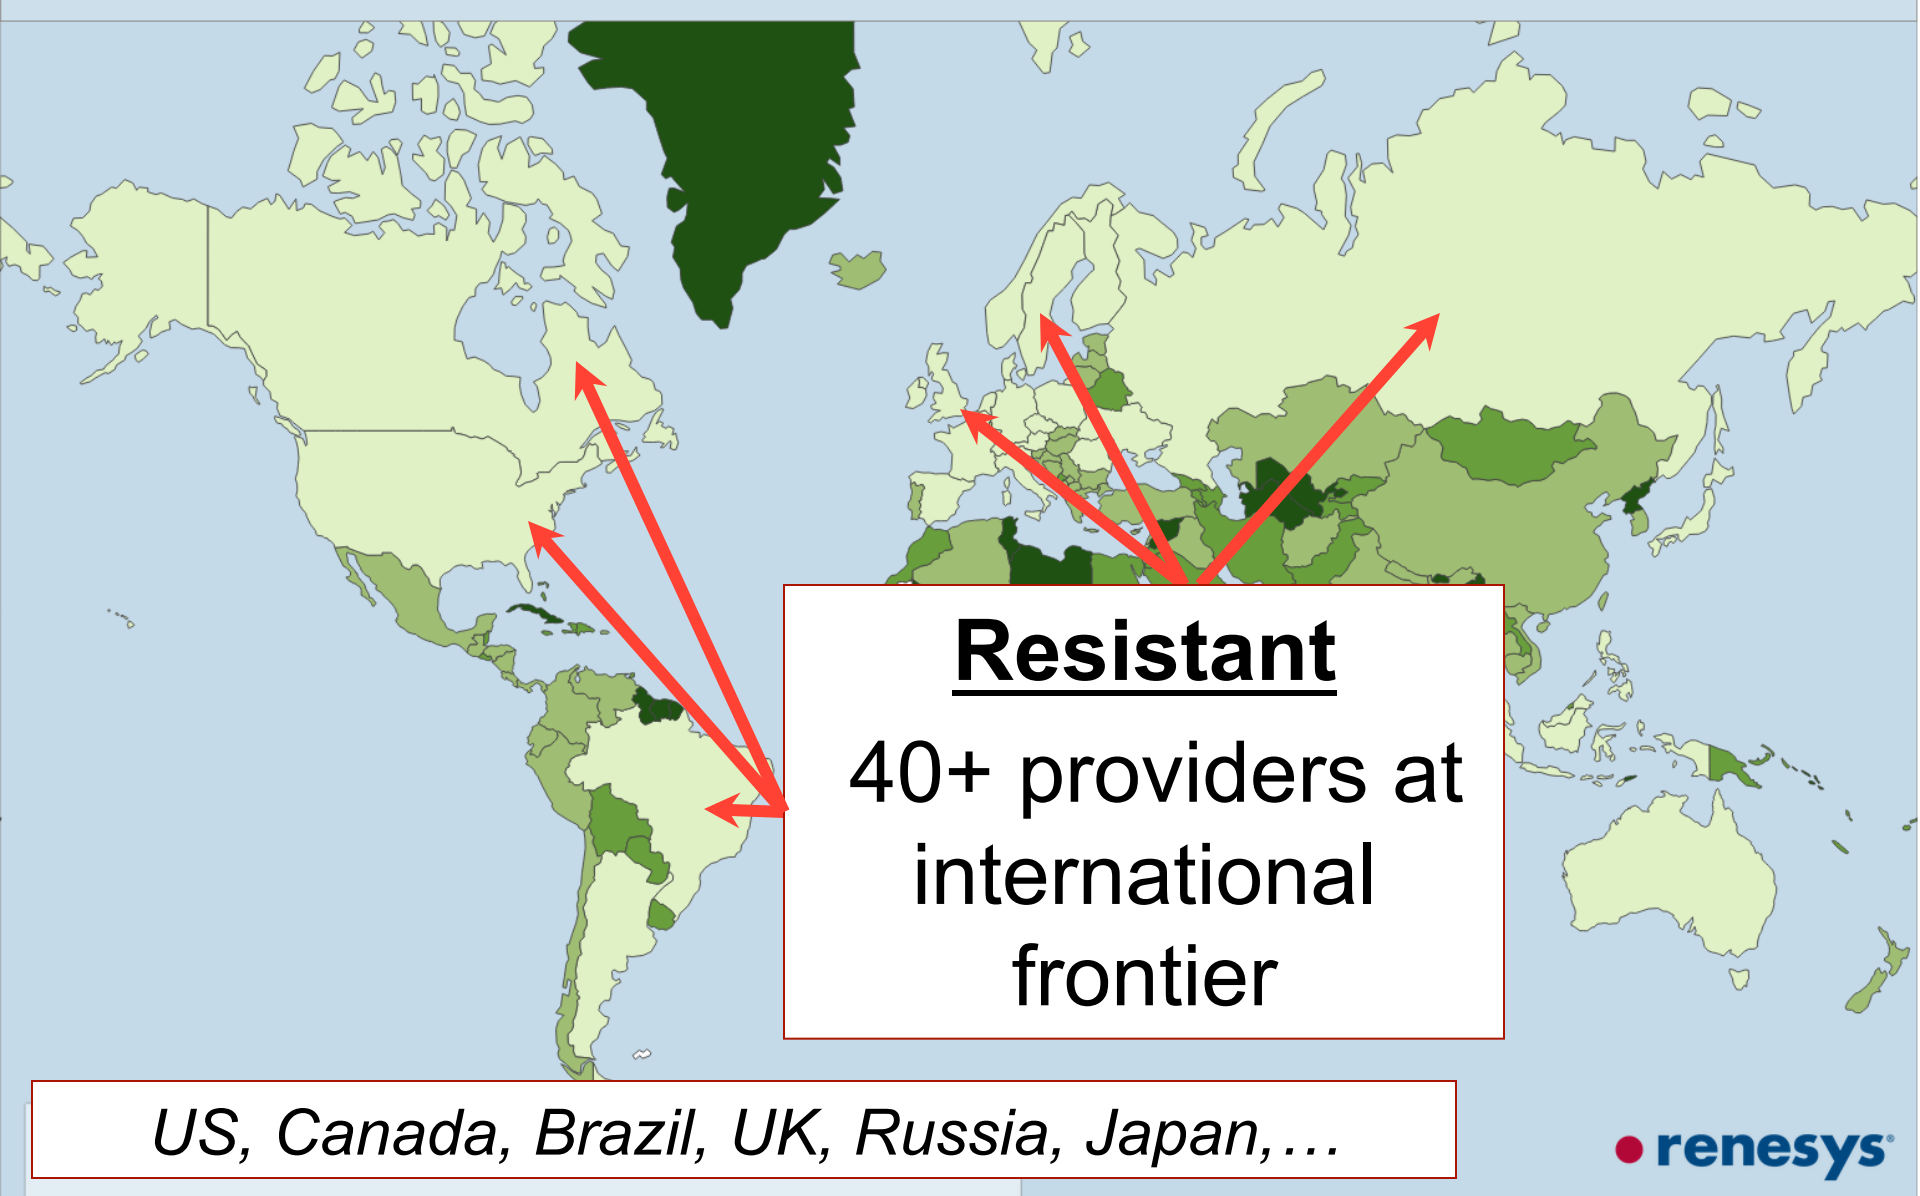 Resistant
40+ providers at
international
frontier
US, Canada, Brazil, UK, Russia, Japan,…
renesys